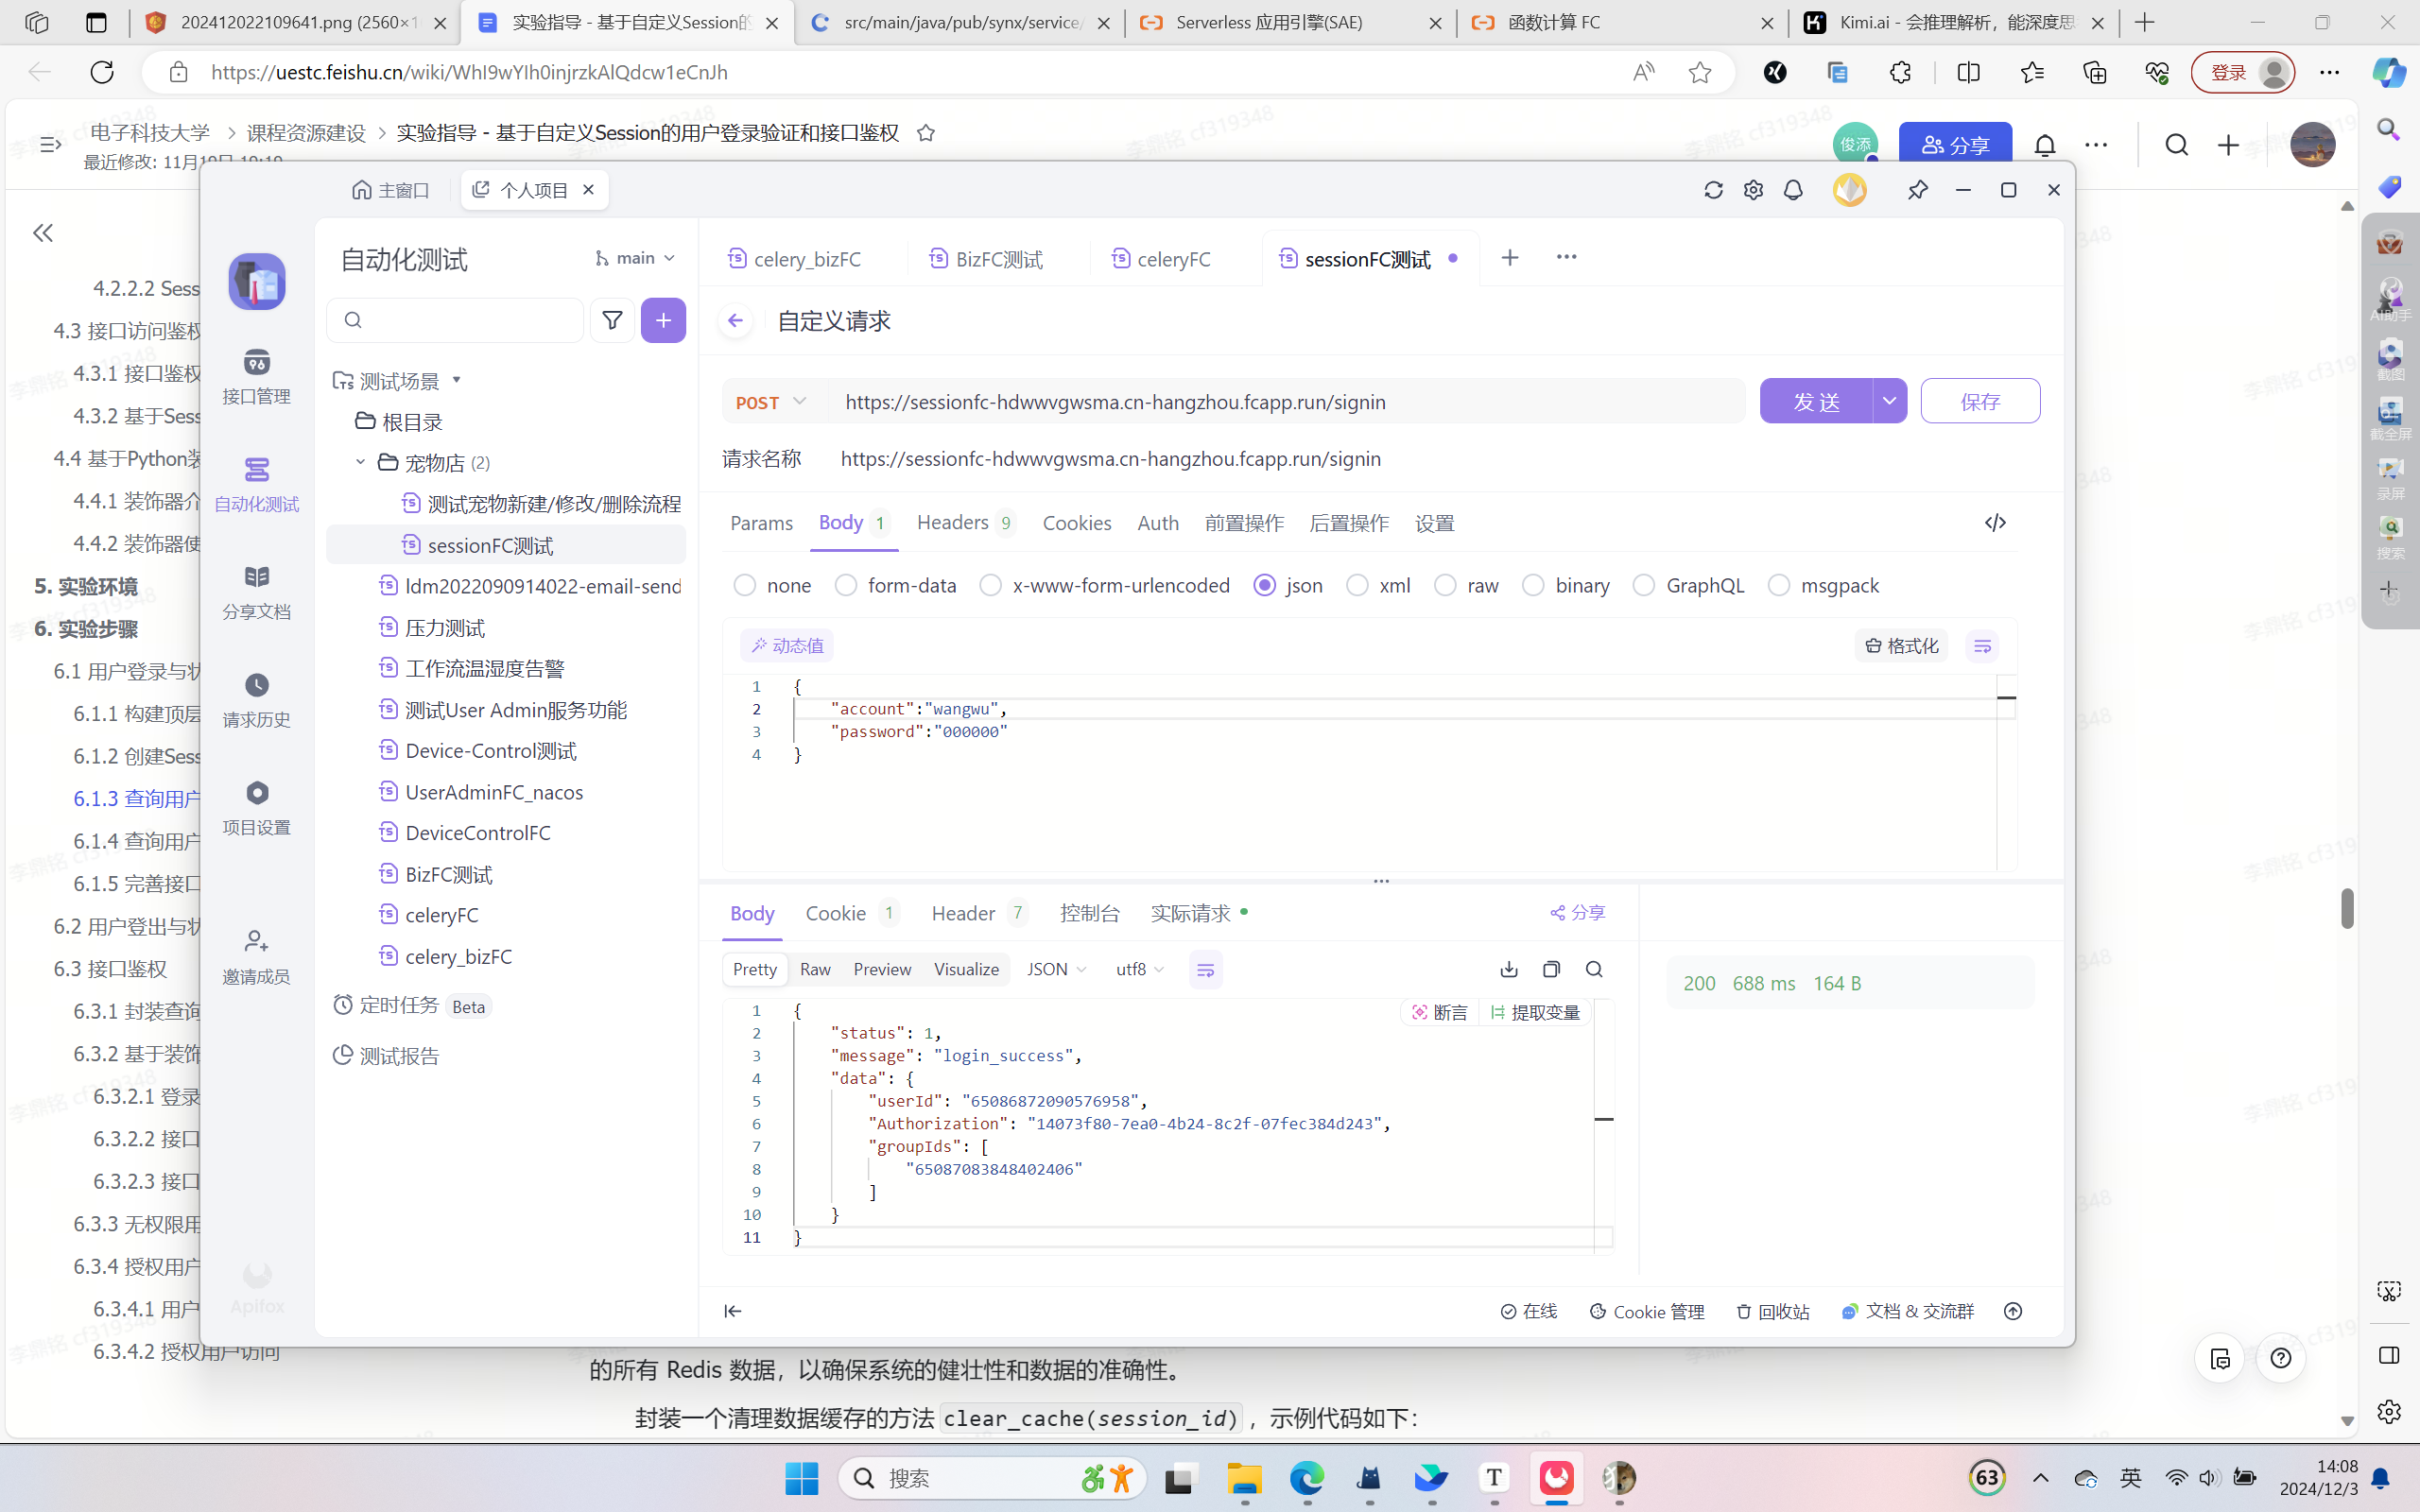 202412022109641.png (2560×1
实验指导 - 基于自定义Session的
src/main/java/pub/synx/service/
Serverless 应用引擎(SAE)
函数计算 FC
Kimi.ai - 会推理解析，能深度思
https://uestc.feishu.cn/wiki/WhI9wYIh0injrzkAlQdcw1eCnJh
登录
电子科技大学 > 课程资源建设 > 实验指导 - 基于自定义Session的用户登录验证和接口鉴权
最近修改: 11月19日 19:19
俊添
分享
4.2.2.2 Sess
4.3 接口访问鉴权
4.3.1 接口鉴权
4.3.2 基于Sess
4.4 基于Python装
4.4.1 装饰器介
4.4.2 装饰器使
5. 实验环境
6. 实验步骤
6.1 用户登录与状
6.1.1 构建顶层
6.1.2 创建Sess
6.1.3 查询用户
6.1.4 查询用户
6.1.5 完善接口
6.2 用户登出与状
6.3 接口鉴权
6.3.1 封装查询
6.3.2 基于装饰
6.3.2.1 登录
6.3.2.2 接口
6.3.2.3 接口
6.3.3 无权限用
6.3.4 授权用户
6.3.4.1 用户
6.3.4.2 授权用户访问
主窗口
个人项目
接口管理
自动化测试
分享文档
请求历史
项目设置
邀请成员
Apifox
自动化测试
main
测试场景
根目录
宠物店 (2)
测试宠物新建/修改/删除流程
sessionFC测试
ldm2022090914022-email-send
压力测试
工作流温湿度告警
测试User Admin服务功能
Device-Control测试
UserAdminFC_nacos
DeviceControlFC
BizFC测试
celeryFC
celery_bizFC
定时任务 Beta
测试报告
celery_bizFC
BizFC测试
celeryFC
sessionFC测试
自定义请求
POST
https://sessionfc-hdwwvgwsma.cn-hangzhou.fcapp.run/signin
发 送
保存
请求名称
https://sessionfc-hdwwvgwsma.cn-hangzhou.fcapp.run/signin
Params Body 1 Headers 9 Cookies Auth 前置操作 后置操作 设置
none form-data x-www-form-urlencoded json xml raw binary GraphQL msgpack
动态值
格式化
1 {
2 "account":"wangwu",
3 "password":"000000"
4 }
Body Cookie 1 Header 7 控制台 实际请求
分享
Pretty Raw Preview Visualize JSON utf8
断言 提取变量
200 688 ms 164 B
1 {
2 "status": 1,
3 "message": "login_success",
4 "data": {
5 "userId": "65086872090576958",
6 "Authorization": "14073f80-7ea0-4b24-8c2f-07fec384d243",
7 "groupIds": [
8 "65087083848402406"
9 ]
10 }
11 }
在线
Cookie 管理
回收站
文档 & 交流群
的所有 Redis 数据，以确保系统的健壮性和数据的准确性。
封装一个清理数据缓存的方法 clear_cache(session_id) ，示例代码如下：
AI助手
截图
截全屏
录屏
搜索
李鼎铭 cf319348
搜索
63
英
14:08
2024/12/3